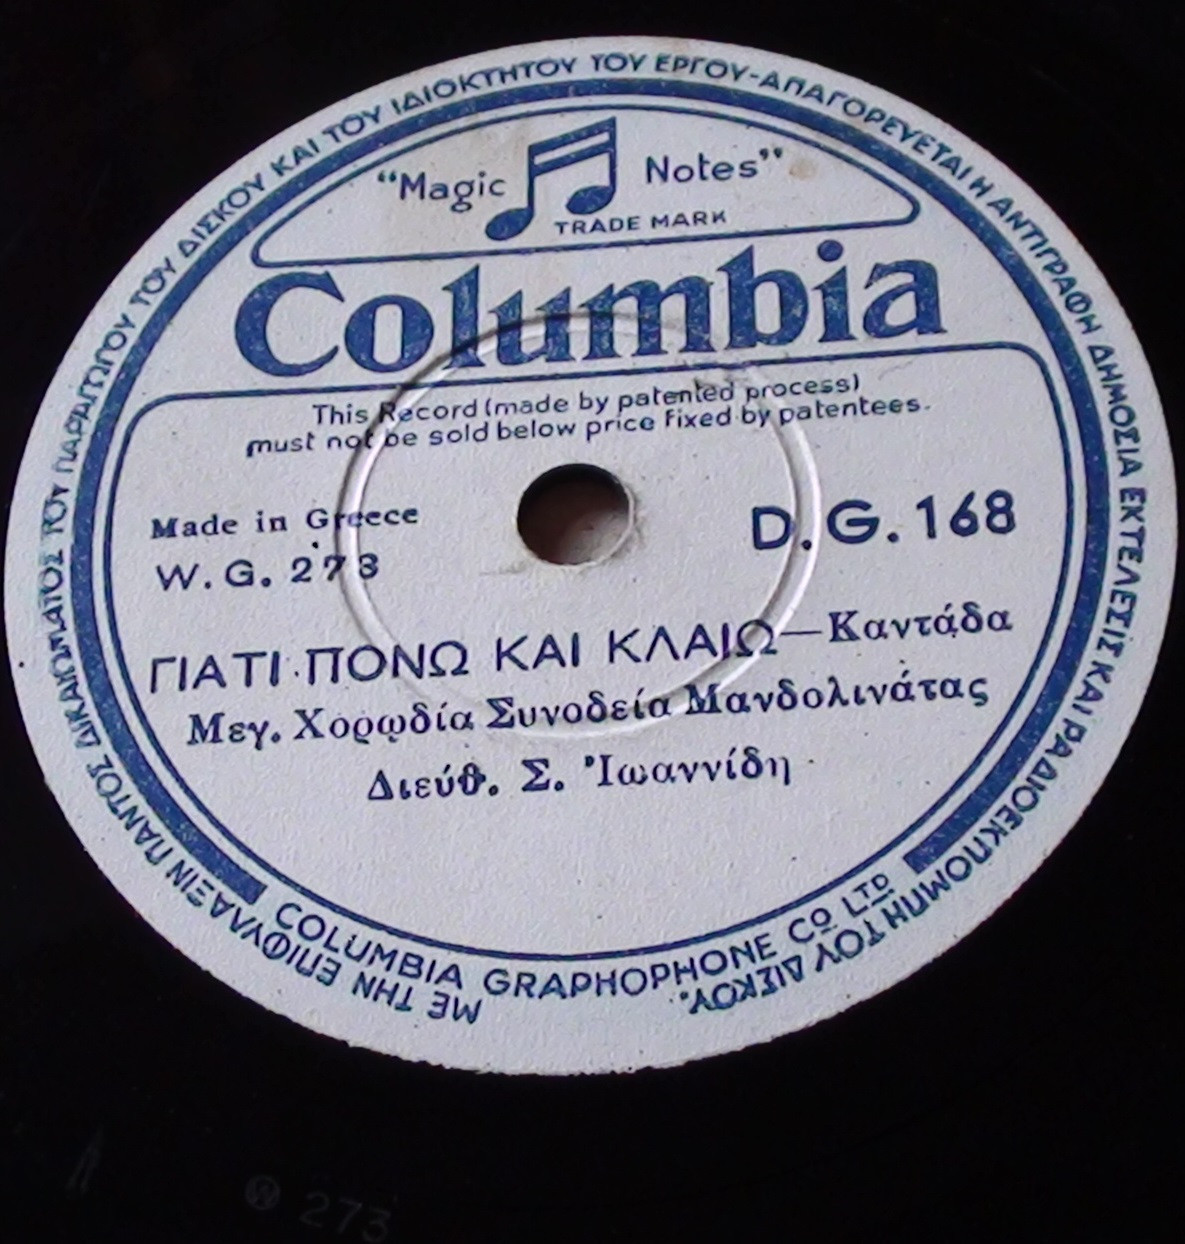 ΜΕ ΤΗΝ ΕΠΙΦΥΛΑΞΙΝ ΠΑΝΤΟΣ ΔΙΚΑΙΩΜΑΤΟΣ ΤΟΥ ΠΑΡΑΓΩΓΟΥ ΤΟΥ ΔΙΣΚΟΥ ΚΑΙ ΤΟΥ ΙΔΙΟΚΤΗΤΟΥ ΤΟΥ ΕΡΓΟΥ-ΑΠΑΓΟΡΕΥΕΤΑΙ Η ΑΝΤΙΓΡΑΦΗ ΔΗΜΟΣΙΑ ΕΚΤΕΛΕΣΙΣ ΚΑΙ ΡΑΔΙΟΕΚΠΟΜΠΗ ΤΟΥ ΔΙΣΚΟΥ.
“Magic Notes”
TRADE MARK
Columbia
This Record (made by patented process)
must not be sold below price fixed by patentees.
Made in Greece
W. G. 273
D. G. 168
ΓΙΑΤΙ ΠΟΝΩ ΚΑΙ ΚΛΑΙΩ—Καντάδα
Μεγ. Χορῳδία Συνοδεία Μανδολινάτας
Διεύθ. Σ. Ἰωαννίδη
COLUMBIA GRAPHOPHONE CO LTD
W 273